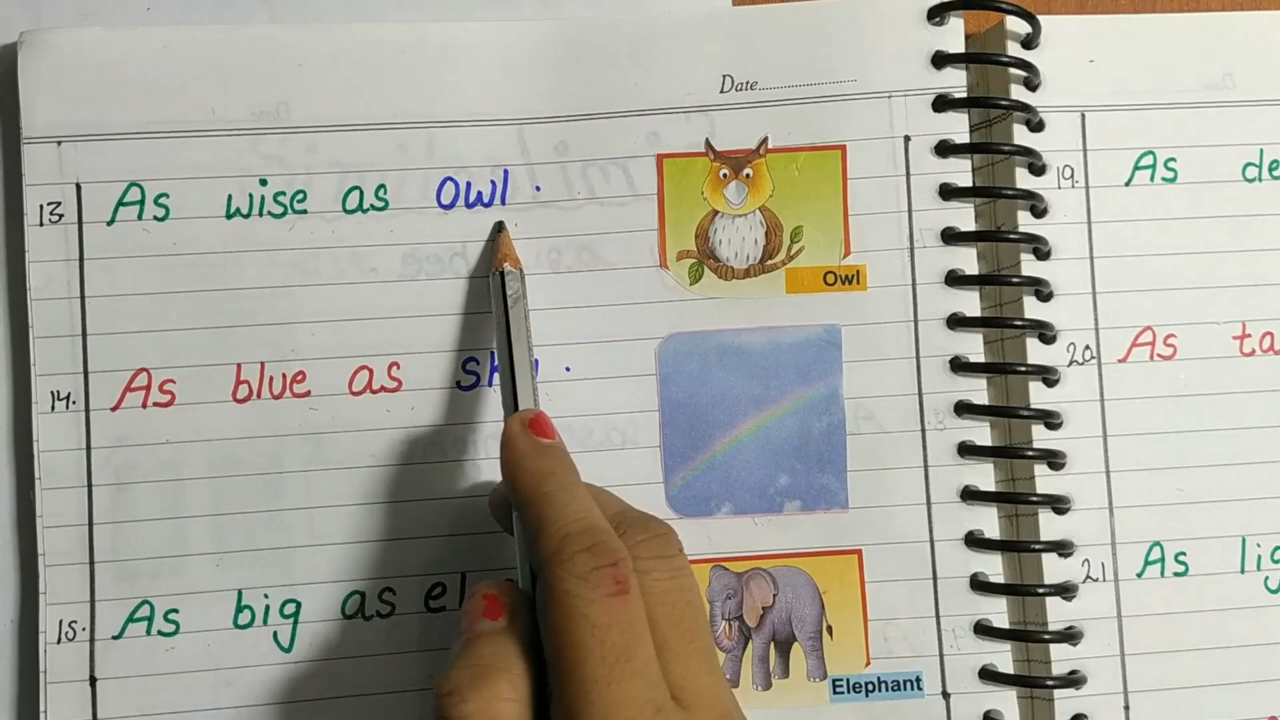 Date
13. As wise as owl.
Owl
14. As blue as
15. As big as
Elephant
19. As
20 As
21 As